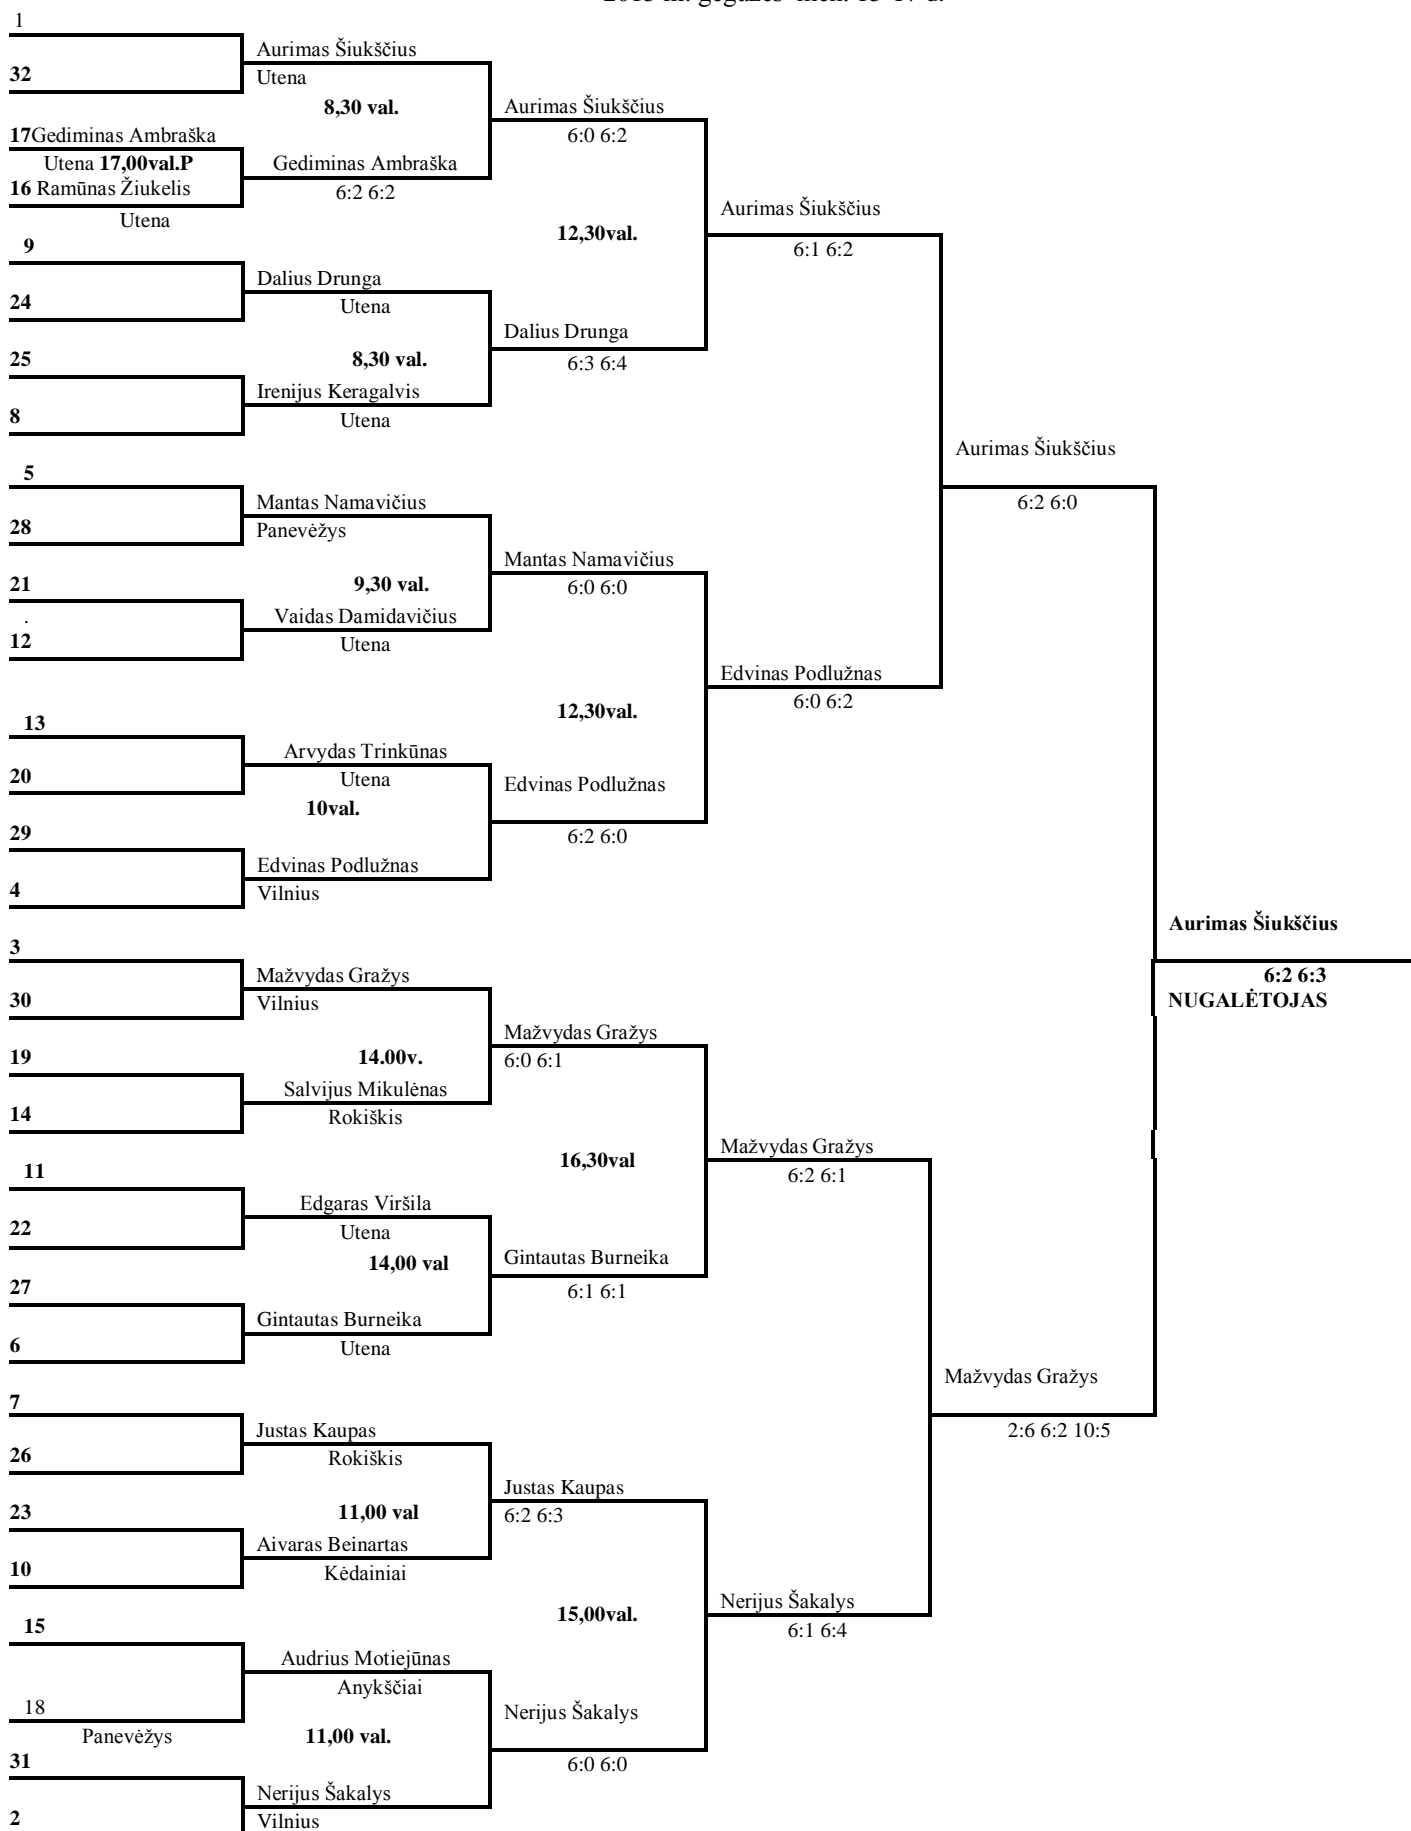 1
Aurimas Šiukščius
32
Utena
8,30 val.
Aurimas Šiukščius
6:0 6:2
17Gediminas Ambraška
Utena 17,00val.P
Gediminas Ambraška
16 Ramūnas Žiukelis
6:2 6:2
Utena
Aurimas Šiukščius
12,30val.
6:1 6:2
9
Dalius Drunga
24
Utena
Dalius Drunga
25
8,30 val.
6:3 6:4
Irenijus Keragalvis
8
Utena
Aurimas Šiukščius
6:2 6:0
5
Mantas Namavičius
28
Panevėžys
Mantas Namavičius
21
9,30 val.
6:0 6:0
.
Vaidas Damidavičius
12
Utena
Edvinas Podlužnas
6:0 6:2
12,30val.
13
Arvydas Trinkūnas
20
Utena
Edvinas Podlužnas
10val.
29
6:2 6:0
Edvinas Podlužnas
4
Vilnius
Aurimas Šiukščius
6:2 6:3
NUGALĖTOJAS
3
Mažvydas Gražys
30
Vilnius
Mažvydas Gražys
19
14.00v.
6:0 6:1
Salvijus Mikulėnas
14
Rokiškis
Mažvydas Gražys
16,30val
6:2 6:1
11
Edgaras Viršila
22
Utena
14,00 val
Gintautas Burneika
27
6:1 6:1
Gintautas Burneika
6
Utena
Mažvydas Gražys
2:6 6:2 10:5
7
Justas Kaupas
26
Rokiškis
Justas Kaupas
23
11,00 val
6:2 6:3
Aivaras Beinartas
10
Kėdainiai
Nerijus Šakalys
15,00val.
6:1 6:4
15
Audrius Motiejūnas
Anykščiai
18
Nerijus Šakalys
Panevėžys
11,00 val.
31
6:0 6:0
Nerijus Šakalys
2
Vilnius